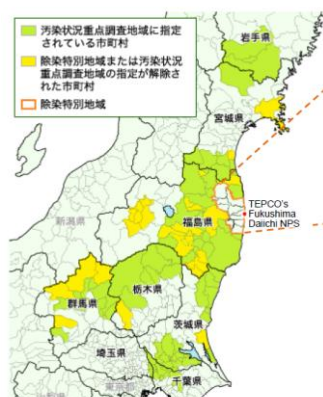 汚染状況重点調査地域に指定
されている市町村
除染特別地域または汚染状況
重点調査地域の指定が解除され
た市町村
除染特別地域
岩手県
宮城県
新潟県
福島県
TEPCO's
Fukushima
Daiichi NPS
栃木県
群馬県
茨城県
埼玉県
東京都
千葉県